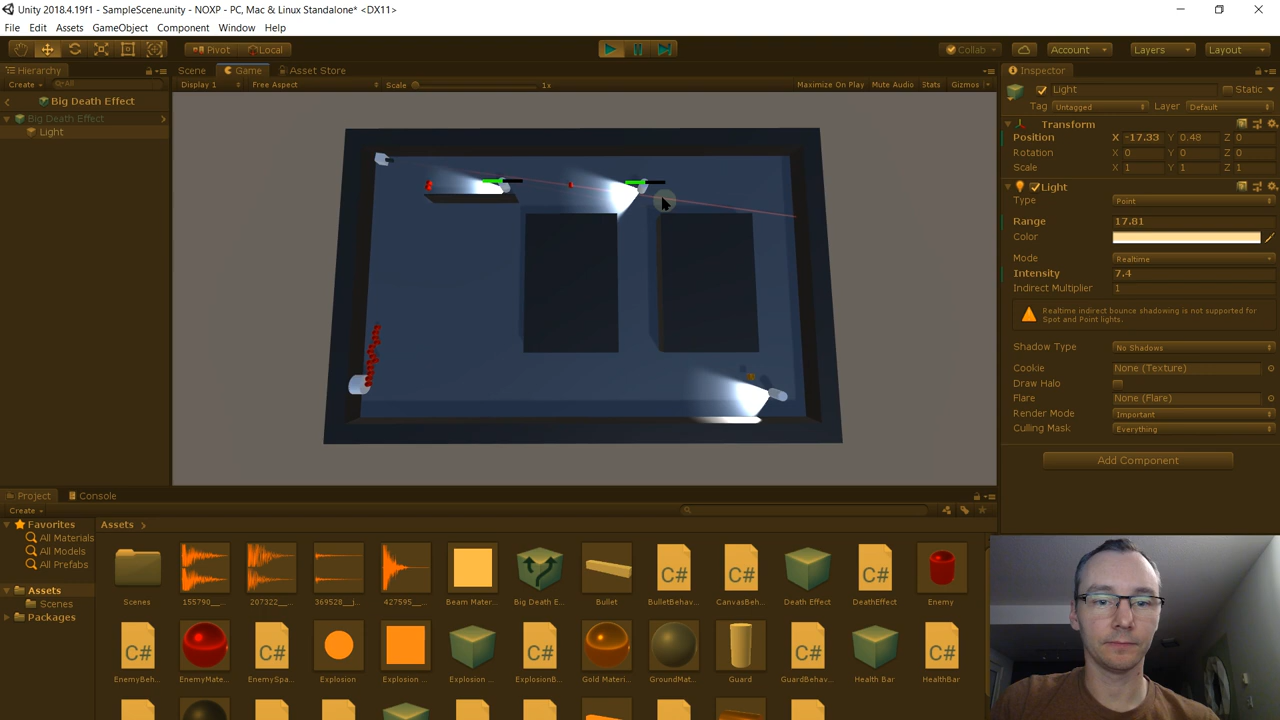 Unity 2018.4.19f1 - SampleScene.unity - NOXP - PC, Mac & Linux Standalone* <DX11>
File Edit Assets GameObject Component Window Help
Pivot Local Collab Account Layers Layout
Hierarchy Scene Game Asset Store Inspector
Create All Display 1 Free Aspect Scale 1x Maximize On Play Mute Audio Stats Gizmos
Light Static
Big Death Effect
Tag Untagged Layer Default
Big Death Effect
Light
Transform
Position X -17.33 Y 0.48 Z 0
Rotation X 0 Y 0 Z 0
Scale X 1 Y 1 Z 1
Light
Type Point
Range 17.81
Color
Mode Realtime
Intensity 7.4
Indirect Multiplier 1
Realtime indirect bounce shadowing is not supported for
Spot and Point lights.
Shadow Type No Shadows
Cookie None (Texture)
Draw Halo
Flare None (Flare)
Render Mode Important
Culling Mask Everything
Add Component
Project Console
Create
Favorites
All Materials
All Models
All Prefabs
Assets
Scenes
Packages
Assets
C# C# C#
Scenes 155790__... 207322__... 369528__j... 427595__... Beam Mater... Big Death E... Bullet BulletBehav... CanvasBeh... Death Effect DeathEffect Enemy
C# C# C# C# C#
EnemyBeh... EnemyMate... EnemySpa... Explosion Explosion ... Explosion ... ExplosionB... Gold Materi... GroundMat... Guard GuardBehav... Health Bar HealthBar